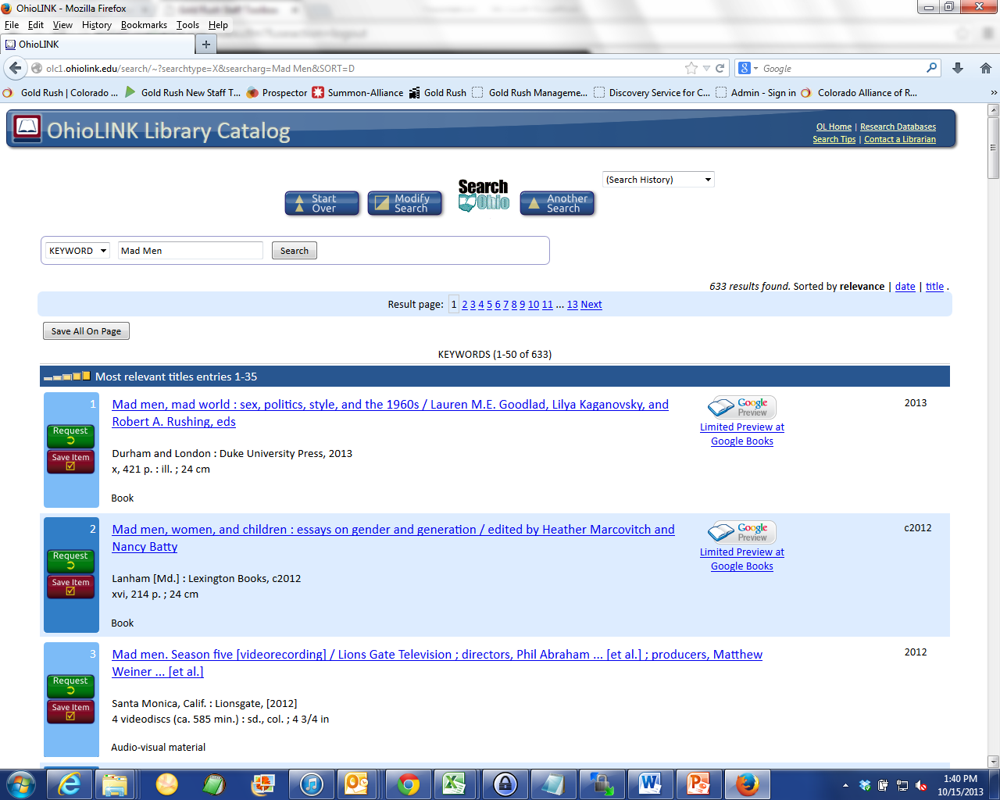 OhioLINK - Mozilla Firefox
File Edit View History Bookmarks Tools Help
OhioLINK
olc1.ohiolink.edu/search/~?searchtype=X&searcharg=Mad Men&SORT=D
Google
Gold Rush | Colorado ... Gold Rush New Staff T... Prospector Summon-Alliance Gold Rush Gold Rush Manageme... Discovery Service for C... Admin - Sign in Colorado Alliance of R... »
OhioLINK Library Catalog
OL Home | Research Databases
Search Tips | Contact a Librarian
Start Over
Modify Search
Search Ohio
Another Search
(Search History)
KEYWORD Mad Men Search
633 results found. Sorted by relevance | date | title .
Result page: 1 2 3 4 5 6 7 8 9 10 11 ... 13 Next
Save All On Page
KEYWORDS (1-50 of 633)
Most relevant titles entries 1-35
1
Request
Save Item
Mad men, mad world : sex, politics, style, and the 1960s / Lauren M.E. Goodlad, Lilya Kaganovsky, and
Robert A. Rushing, eds
Durham and London : Duke University Press, 2013
x, 421 p. : ill. ; 24 cm
Book
Google Preview
Limited Preview at
Google Books
2013
2
Request
Save Item
Mad men, women, and children : essays on gender and generation / edited by Heather Marcovitch and
Nancy Batty
Lanham [Md.] : Lexington Books, c2012
xvi, 214 p. ; 24 cm
Book
Google Preview
Limited Preview at
Google Books
c2012
3
Request
Save Item
Mad men. Season five [videorecording] / Lions Gate Television ; directors, Phil Abraham ... [et al.] ; producers, Matthew
Weiner ... [et al.]
Santa Monica, Calif. : Lionsgate, [2012]
4 videodiscs (ca. 585 min.) : sd., col. ; 4 3/4 in
Audio-visual material
2012
1:40 PM
10/15/2013